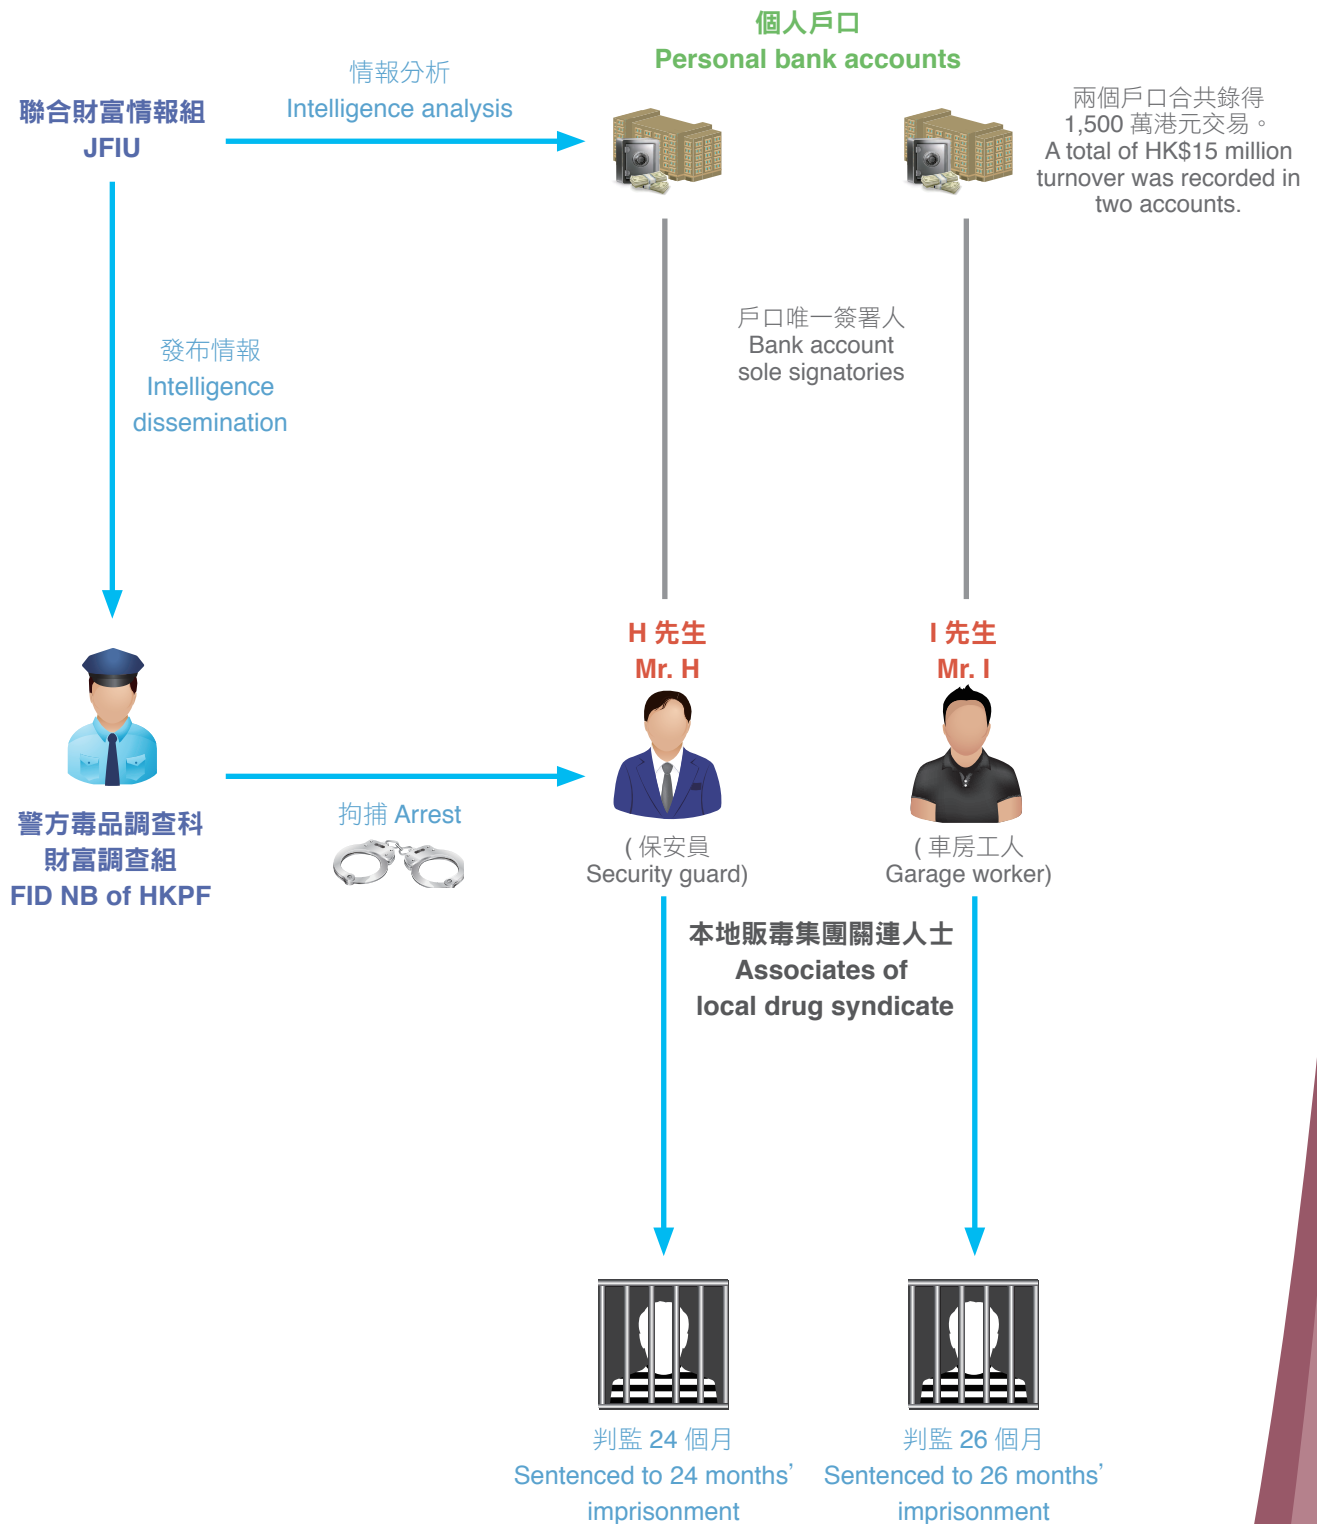 個人戶口
Personal bank accounts
情報分析
Intelligence analysis
聯合財富情報組
JFIU
兩個戶口合共錄得
1,500 萬港元交易。
A total of HK$15 million
turnover was recorded in
two accounts.
戶口唯一簽署人
Bank account
sole signatories
發布情報
Intelligence
dissemination
H 先生
Mr. H
I 先生
Mr. I
拘捕 Arrest
警方毒品調查科
財富調查組
FID NB of HKPF
( 保安員
Security guard)
( 車房工人
Garage worker)
本地販毒集團關連人士
Associates of
local drug syndicate
判監 24 個月
Sentenced to 24 months’
imprisonment
判監 26 個月
Sentenced to 26 months’
imprisonment